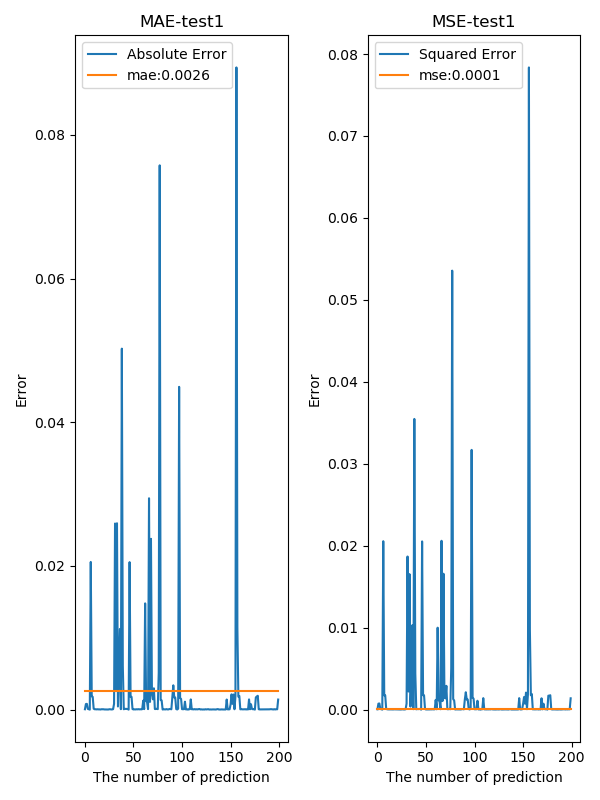 MAE-test1
Absolute Error
mae:0.0026
0.08
0.06
0.04
0.02
0.00
Error
0 50 100 150 200
The number of prediction
MSE-test1
Squared Error
mse:0.0001
0.08
0.07
0.06
0.05
0.04
0.03
0.02
0.01
0.00
Error
0 50 100 150 200
The number of prediction